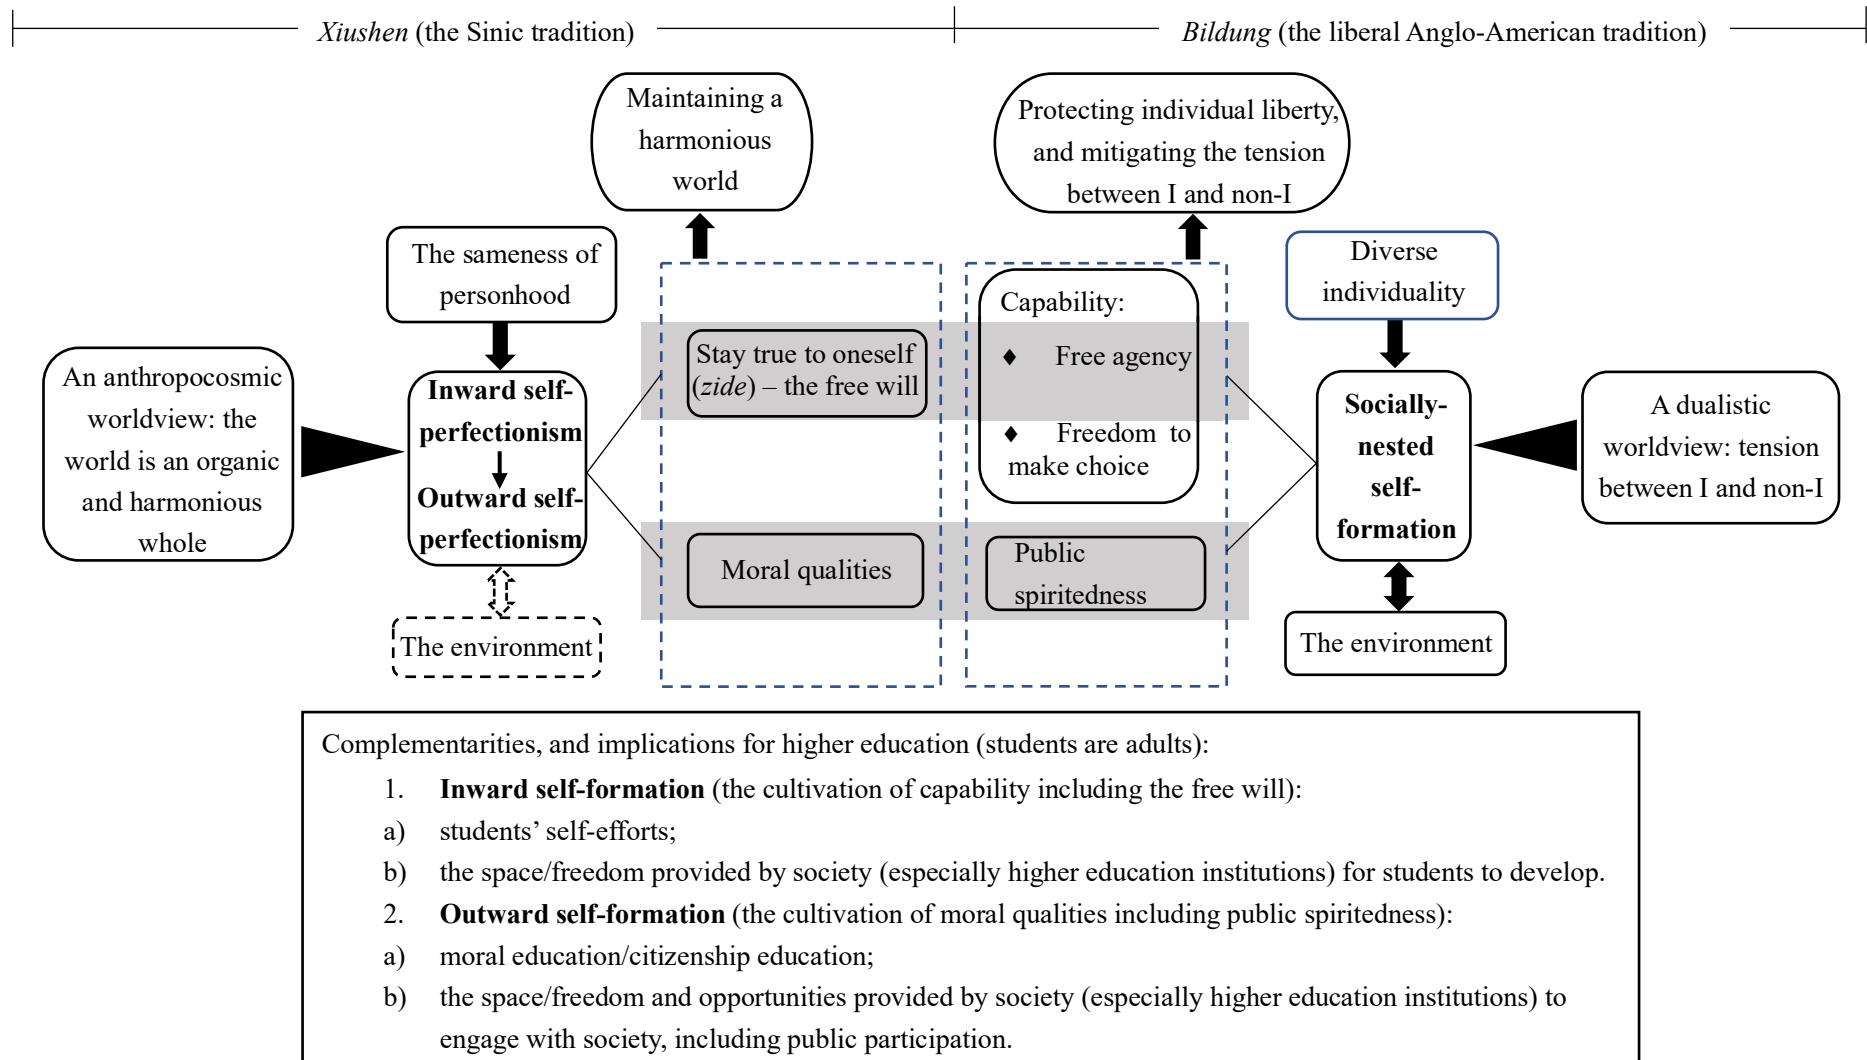 Xiushen (the Sinic tradition)
Bildung (the liberal Anglo-American tradition)
Maintaining a
harmonious
world
Protecting individual liberty,
and mitigating the tension
between I and non-I
The sameness of
personhood
Diverse
individuality
An anthropocosmic
worldview: the
world is an organic
and harmonious
whole
Inward self-
perfectionism
Outward self-
perfectionism
The environment
Stay true to oneself
(zide) – the free will
Moral qualities
Capability:
♦ Free agency
♦ Freedom to
make choice
Public
spiritedness
Socially-
nested
self-
formation
The environment
A dualistic
worldview: tension
between I and non-I
Complementarities, and implications for higher education (students are adults):
1. Inward self-formation (the cultivation of capability including the free will):
a) students’ self-efforts;
b) the space/freedom provided by society (especially higher education institutions) for students to develop.
2. Outward self-formation (the cultivation of moral qualities including public spiritedness):
a) moral education/citizenship education;
b) the space/freedom and opportunities provided by society (especially higher education institutions) to
engage with society, including public participation.